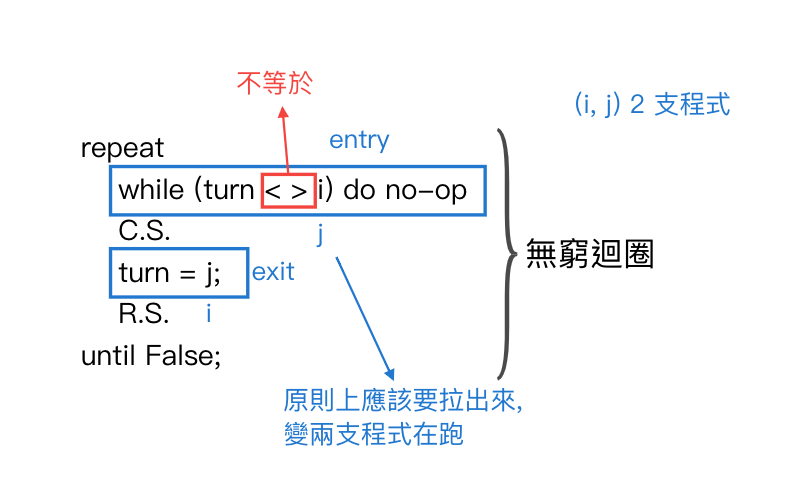 不等於
(i, j) 2 支程式
entry
repeat
while (turn < > i) do no-op
C.S.
j
無窮迴圈
turn = j;
exit
R.S.
i
until False;
原則上應該要拉出來,
變兩支程式在跑